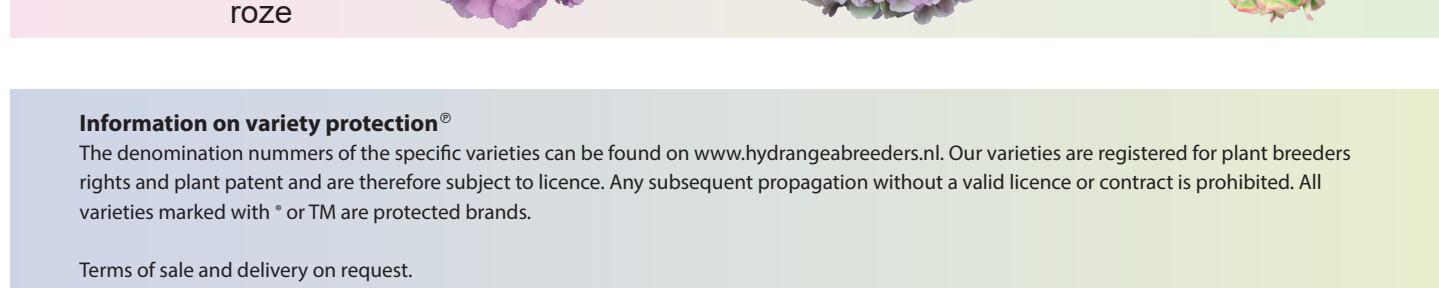 roze
Information on variety protection℗
The denomination nummers of the specific varieties can be found on www.hydrangeabreeders.nl. Our varieties are registered for plant breeders
rights and plant patent and are therefore subject to licence. Any subsequent propagation without a valid licence or contract is prohibited. All
varieties marked with ® or TM are protected brands.
Terms of sale and delivery on request.